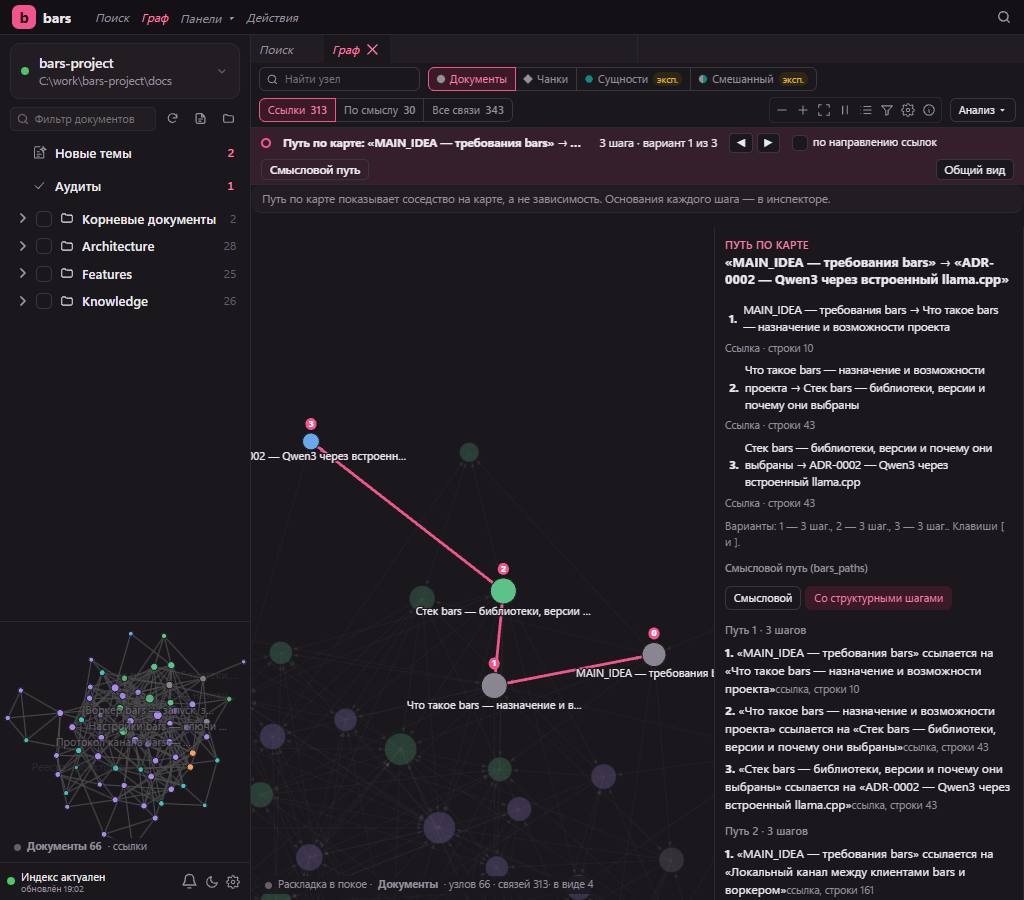 b bars Поиск Граф Панели Действия
bars-project
C:\work\bars-project\docs
Фильтр документов
Новые темы 2
Аудиты 1
Корневые документы 2
Architecture 28
Features 25
Knowledge 26
Воркер bars — запуск, з...
Настройки bars — ключи ...
Протокол канала bars — ...
Документы 66 · ссылки
Индекс актуален
обновлён 19:02
Поиск Граф
Найти узел Документы Чанки Сущности эксп. Смешанный эксп.
Ссылки 313 По смыслу 30 Все связи 343 Анализ
Путь по карте: «MAIN_IDEA — требования bars» → ... 3 шага · вариант 1 из 3 по направлению ссылок
Смысловой путь Общий вид
Путь по карте показывает соседство на карте, а не зависимость. Основания каждого шага — в инспекторе.
3
002 — Qwen3 через встроенн...
2
Стек bars — библиотеки, версии ...
0
MAIN_IDEA — требования b
1
Что такое bars — назначение и в...
Раскладка в покое · Документы · узлов 66 · связей 313 · в виде 4
ПУТЬ ПО КАРТЕ
«MAIN_IDEA — требования bars» → «ADR-
0002 — Qwen3 через встроенный llama.cpp»
1. MAIN_IDEA — требования bars → Что такое bars
— назначение и возможности проекта
Ссылка · строки 10
Что такое bars — назначение и возможности
2. проекта → Стек bars — библиотеки, версии и
почему они выбраны
Ссылка · строки 43
Стек bars — библиотеки, версии и почему они
3. выбраны → ADR-0002 — Qwen3 через
встроенный llama.cpp
Ссылка · строки 43
Варианты: 1 — 3 шаг., 2 — 3 шаг., 3 — 3 шаг.. Клавиши [
и ].
Смысловой путь (bars_paths)
Смысловой Со структурными шагами
Путь 1 · 3 шагов
1. «MAIN_IDEA — требования bars» ссылается на
«Что такое bars — назначение и возможности
проекта»ссылка, строки 10
2. «Что такое bars — назначение и возможности
проекта» ссылается на «Стек bars — библиотеки,
версии и почему они выбраны»ссылка, строки 43
3. «Стек bars — библиотеки, версии и почему они
выбраны» ссылается на «ADR-0002 — Qwen3 через
встроенный llama.cpp»ссылка, строки 43
Путь 2 · 3 шагов
1. «MAIN_IDEA — требования bars» ссылается на
«Локальный канал между клиентами bars и
воркером»ссылка, строки 161